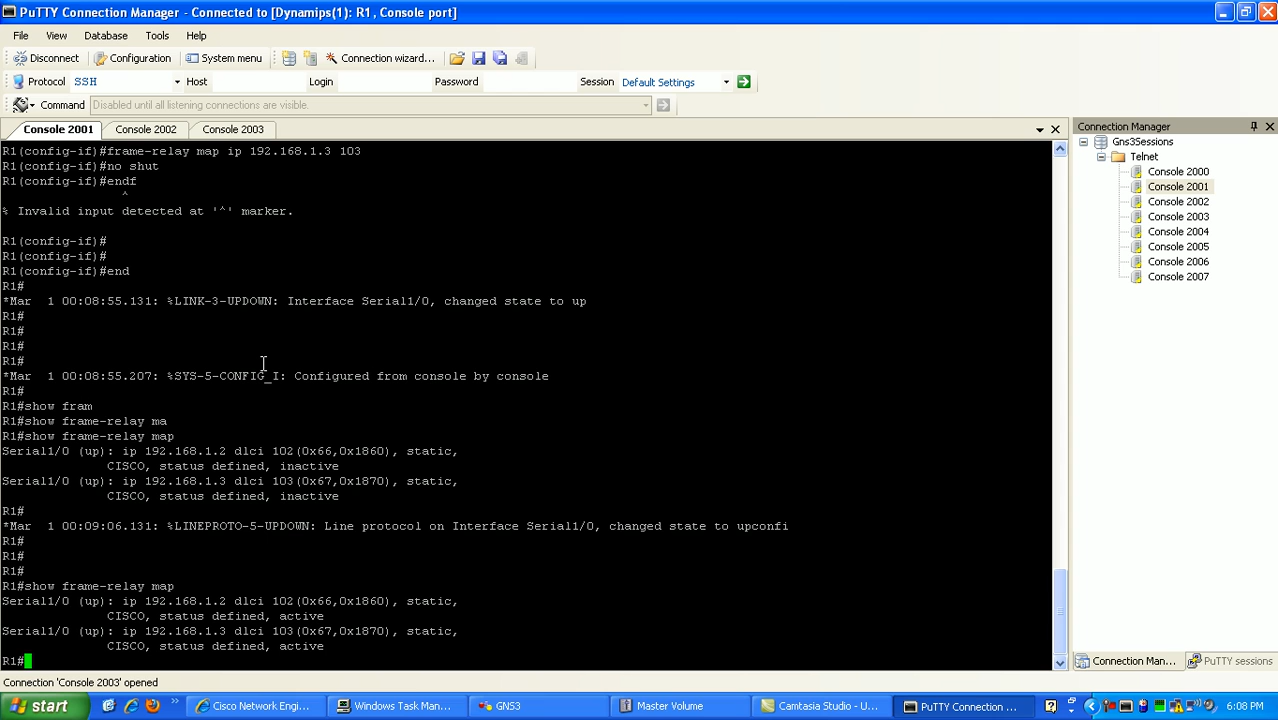 PuTTY Connection Manager - Connected to [Dynamips(1): R1, Console port]
File View Database Tools Help
Disconnect Configuration System menu Connection wizard...
Protocol SSH Host Login Password Session Default Settings
Command Disabled until all listening connections are visible.
Console 2001 Console 2002 Console 2003
R1(config-if)#frame-relay map ip 192.168.1.3 103
R1(config-if)#no shut
R1(config-if)#endf
^
% Invalid input detected at '^' marker.
R1(config-if)#
R1(config-if)#
R1(config-if)#end
R1#
*Mar  1 00:08:55.131: %LINK-3-UPDOWN: Interface Serial1/0, changed state to up
R1#
R1#
R1#
R1#
*Mar  1 00:08:55.207: %SYS-5-CONFIG_I: Configured from console by console
R1#
R1#show fram
R1#show frame-relay ma
R1#show frame-relay map
Serial1/0 (up): ip 192.168.1.2 dlci 102(0x66,0x1860), static,
CISCO, status defined, inactive
Serial1/0 (up): ip 192.168.1.3 dlci 103(0x67,0x1870), static,
CISCO, status defined, inactive
R1#
*Mar  1 00:09:06.131: %LINEPROTO-5-UPDOWN: Line protocol on Interface Serial1/0, changed state to upconfi
R1#
R1#
R1#
R1#show frame-relay map
Serial1/0 (up): ip 192.168.1.2 dlci 102(0x66,0x1860), static,
CISCO, status defined, active
Serial1/0 (up): ip 192.168.1.3 dlci 103(0x67,0x1870), static,
CISCO, status defined, active
R1#
Connection Manager
Gns3Sessions
Telnet
Console 2000
Console 2001
Console 2002
Console 2003
Console 2004
Console 2005
Console 2006
Console 2007
Connection Man... PuTTY sessions
Connection 'Console 2003' opened
start Cisco Network Engi... Windows Task Man... GNS3 Master Volume Camtasia Studio - U... PuTTY Connection ... 6:08 PM